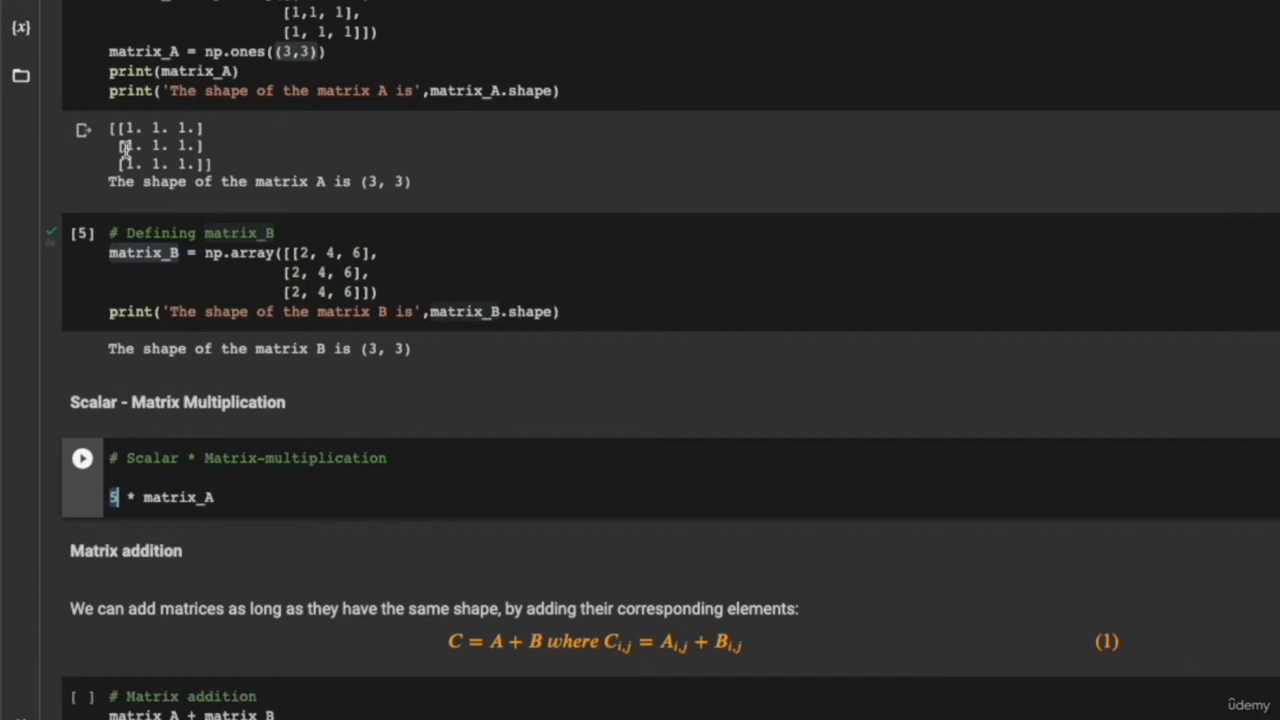 {x}
[1,1, 1],
[1, 1, 1]])
matrix_A = np.ones((3,3))
print(matrix_A)
print('The shape of the matrix A is',matrix_A.shape)
[[1. 1. 1.]
[1. 1. 1.]
[1. 1. 1.]]
The shape of the matrix A is (3, 3)
[5] # Defining matrix_B
matrix_B = np.array([[2, 4, 6],
[2, 4, 6],
[2, 4, 6]])
print('The shape of the matrix B is',matrix_B.shape)
The shape of the matrix B is (3, 3)
Scalar - Matrix Multiplication
# Scalar * Matrix-multiplication
5 * matrix_A
Matrix addition
We can add matrices as long as they have the same shape, by adding their corresponding elements:
C = A + B where C_{i,j} = A_{i,j} + B_{i,j} (1)
[ ] # Matrix addition
matrix_A + matrix_B
ûdemy